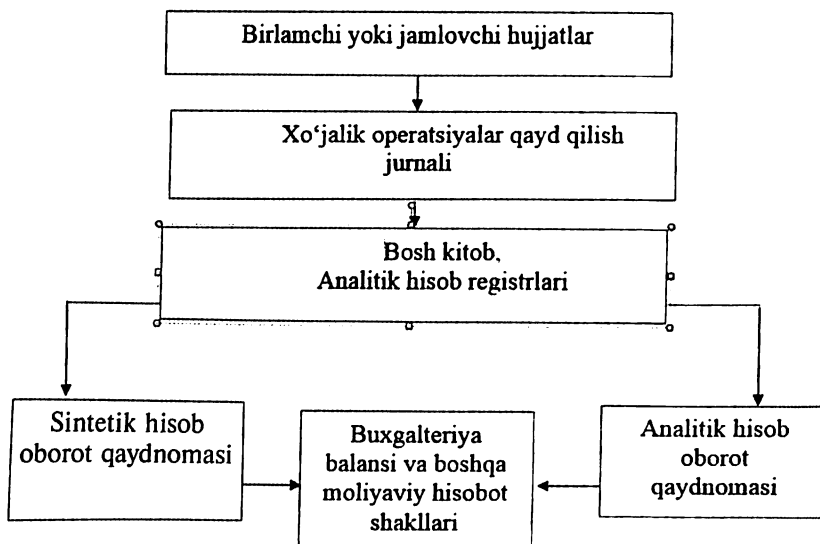 Birlamchi yoki jamlovchi hujjatlar
Xo‘jalik operatsiyalar qayd qilish
jurnali
Bosh kitob,
Analitik hisob registrlari
Sintetik hisob
oborot qaydnomasi
Buxgalteriya
balansi va boshqa
moliyaviy hisobot
shakllari
Analitik hisob
oborot
qaydnomasi